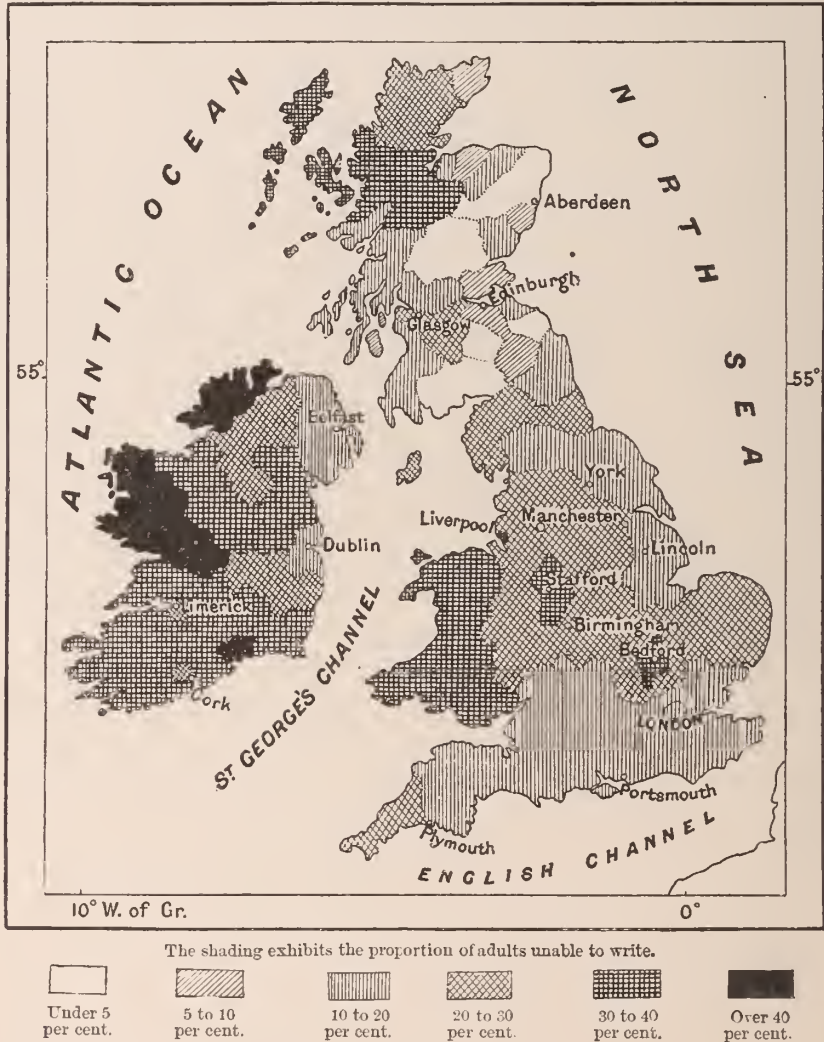 ATLANTIC OCEAN
NORTH SEA
Aberdeen
Edinburgh
Glasgow
55°
55°
Belfast
York
Liverpool
Manchester
Dublin
Lincoln
Stafford
Limerick
Birmingham
Bedford
Cork
ST GEORGE'S CHANNEL
LONDON
Portsmouth
Plymouth
ENGLISH CHANNEL
10° W. of Gr.
0°
The shading exhibits the proportion of adults unable to write.
Under 5
per cent.
5 to 10
per cent.
10 to 20
per cent.
20 to 30
per cent.
30 to 40
per cent.
Over 40
per cent.